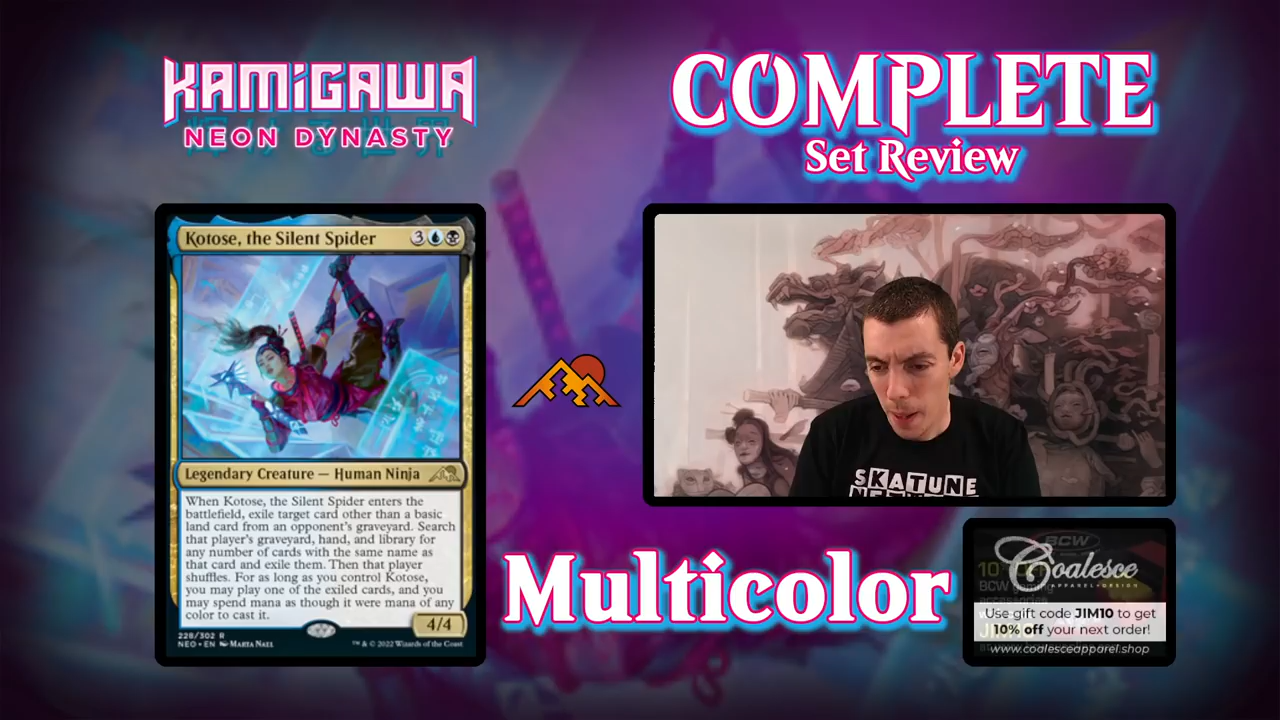 KAMIGAWA
NEON DYNASTY
COMPLETE
Set Review
Kotose, the Silent Spider 3
Legendary Creature — Human Ninja
When Kotose, the Silent Spider enters the
battlefield, exile target card other than a basic
land card from an opponent's graveyard. Search
that player's graveyard, hand, and library for
any number of cards with the same name as
that card and exile them. Then that player
shuffles. For as long as you control Kotose,
you may play one of the exiled cards, and you
may spend mana as though it were mana of any
color to cast it.
4/4
228/302 R
NEO • EN Marta Nael
™ & © 2022 Wizards of the Coast
SKATUNE
Multicolor
BCW
Coalesce
APPAREL+DESIGN
Use gift code JIM10 to get
10% off your next order!
www.coalesceapparel.shop